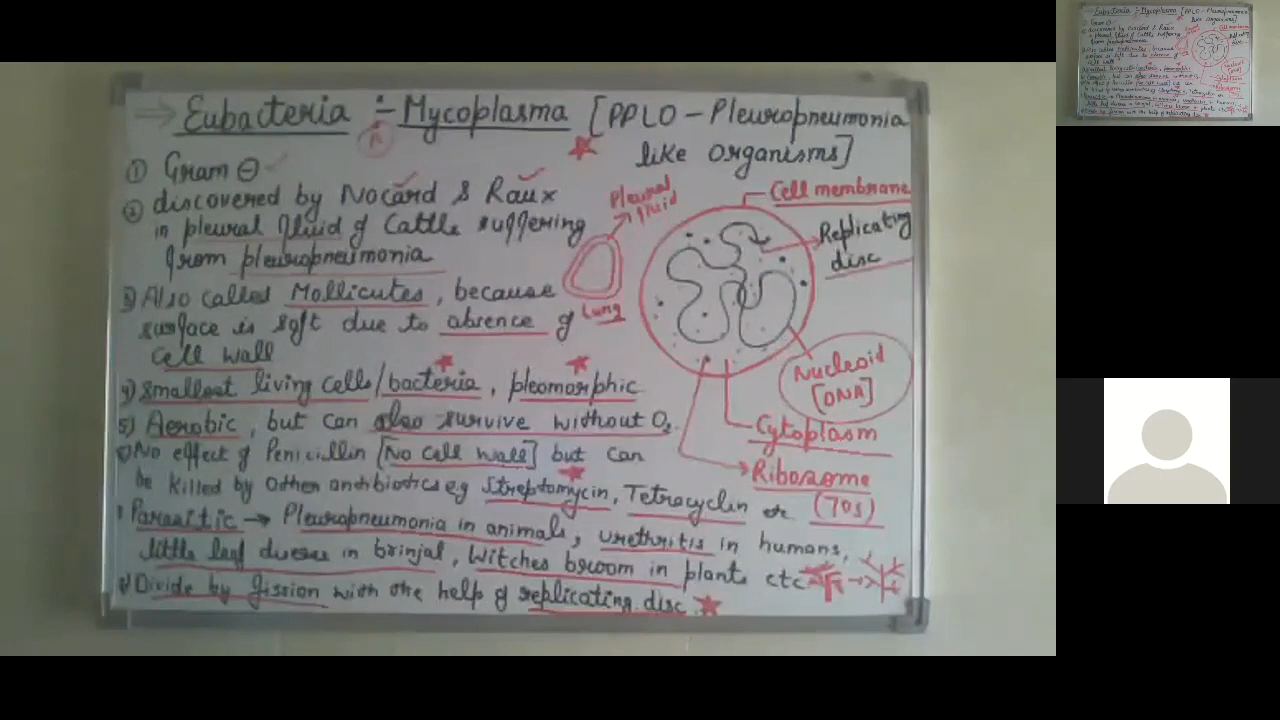 ⇒ Eubacteria :- Mycoplasma [PPLO - Pleuropneumonia
like organisms]
① Gram ⊖
② discovered by Nocard & Raux
in pleural fluid of Cattle suffering
from pleuropneumonia
3) Also called Mollicutes, because
surface is soft due to absence of
cell wall
4) Smallest living cells/bacteria, pleomorphic
5) Aerobic, but can also survive without O2.
No effect of Penicillin [No cell wall] but can
be killed by other antibiotics e.g Streptomycin, Tetracyclin etc
Parasitic → Pleuropneumonia in animals, urethritis in humans,
little leaf disease in brinjal, Witches broom in plants etc
Divide by fission with the help of replicating disc
Pleural
fluid
Lung
Cell membrane
Replicating
disc
Nucleoid
[DNA]
Cytoplasm
Ribosome
(70s)